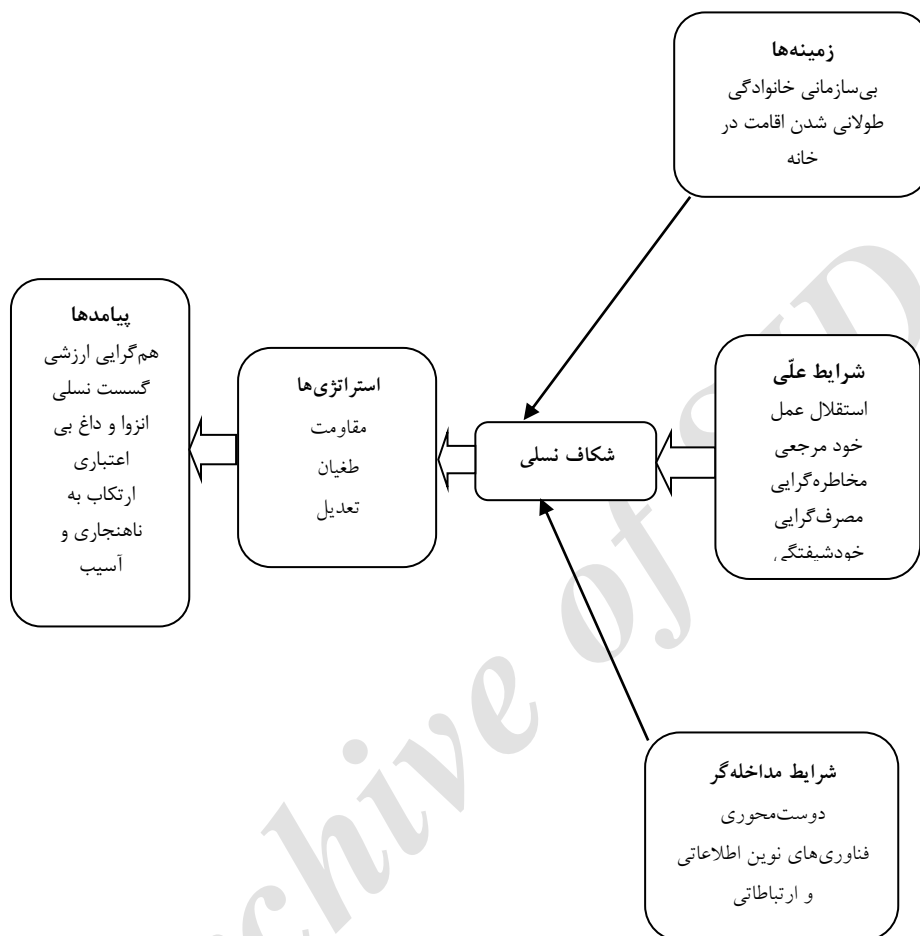 زمینه‌ها
بی‌سازمانی خانوادگی
طولانی شدن اقامت در
خانه
شرایط علّی
استقلال عمل
خود مرجعی
مخاطره‌گرایی
مصرف‌گرایی
خودشیفتگی
شکاف نسلی
استراتژی‌ها
مقاومت
طغیان
تعدیل
پیامدها
هم‌گرایی ارزشی
گسست نسلی
انزوا و داغ بی
اعتباری
ارتکاب به
ناهنجاری و
آسیب
شرایط مداخله‌گر
دوست‌محوری
فناوری‌های نوین اطلاعاتی
و ارتباطاتی
chive of